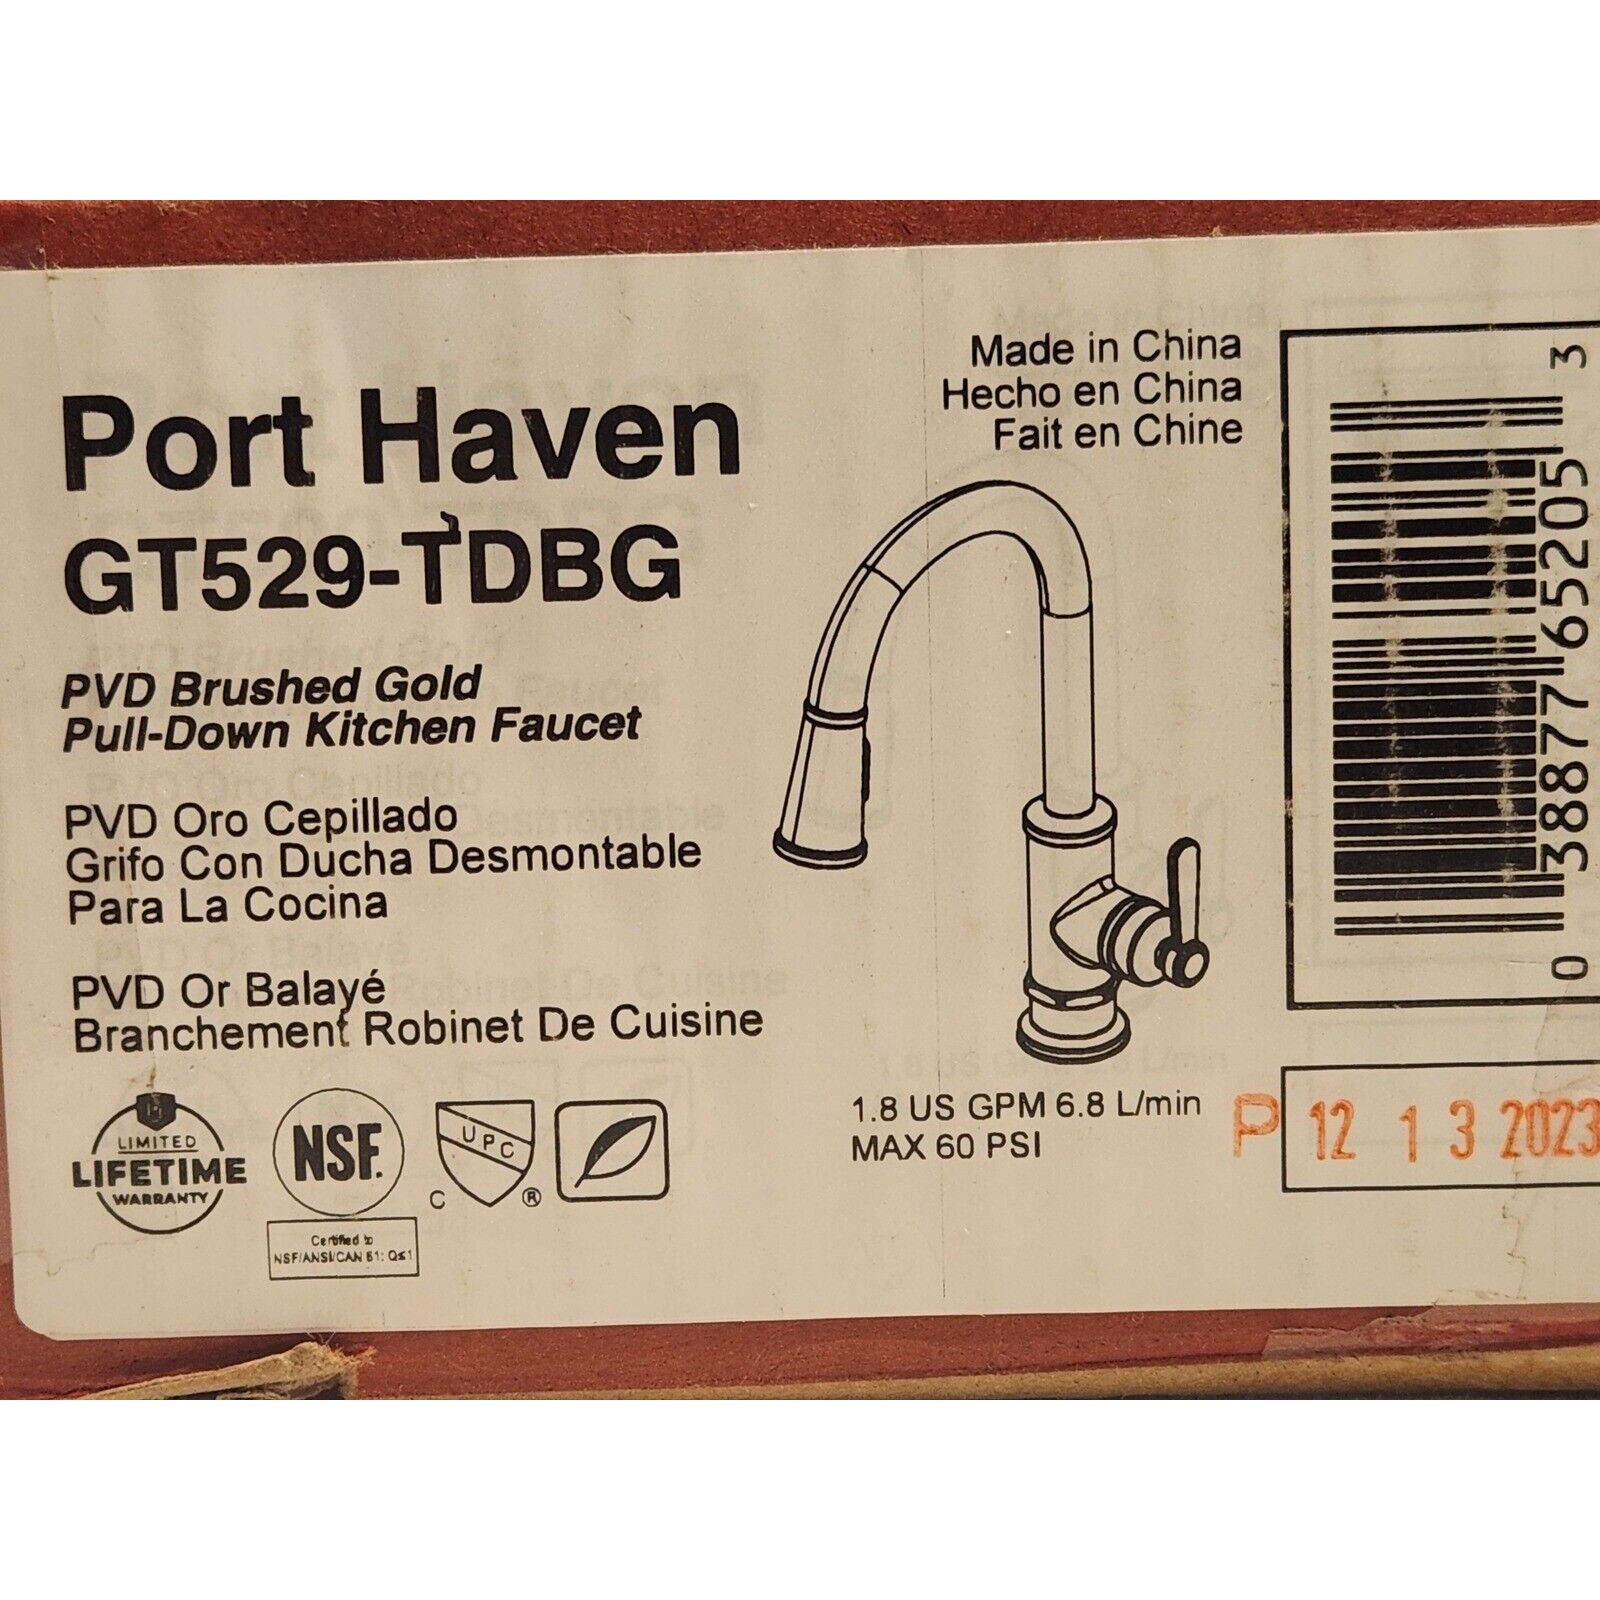 Port Haven
GT529-TDBG
PVD Brushed Gold
Pull-Down Kitchen Faucet
PVD Oro Cepillado
Grifo Con Ducha Desmontable
Para La Cocina
PVD Or Balayé
Branchement Robinet De Cuisine
LIMITED
LIFETIME
WARRANTY
NSF.
Certified to
NSF/ANSI/CAN 61: Q≤1
UPC
C ®
Made in China
Hecho en China
Fait en Chine
1.8 US GPM 6.8 L/min
MAX 60 PSI
0 38877 65205 3
P 12 13 2023